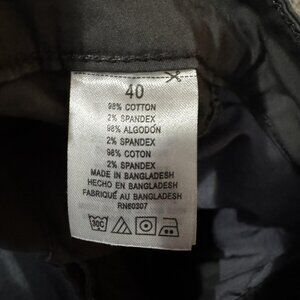 40
98% COTTON
2% SPANDEX
98% ALGODÓN
2% SPANDEX
98% COTON
2% SPANDEX
MADE IN BANGLADESH
HECHO EN BANGLADESH
FABRIQUÉ AU BANGLADESH
RN60307
30C